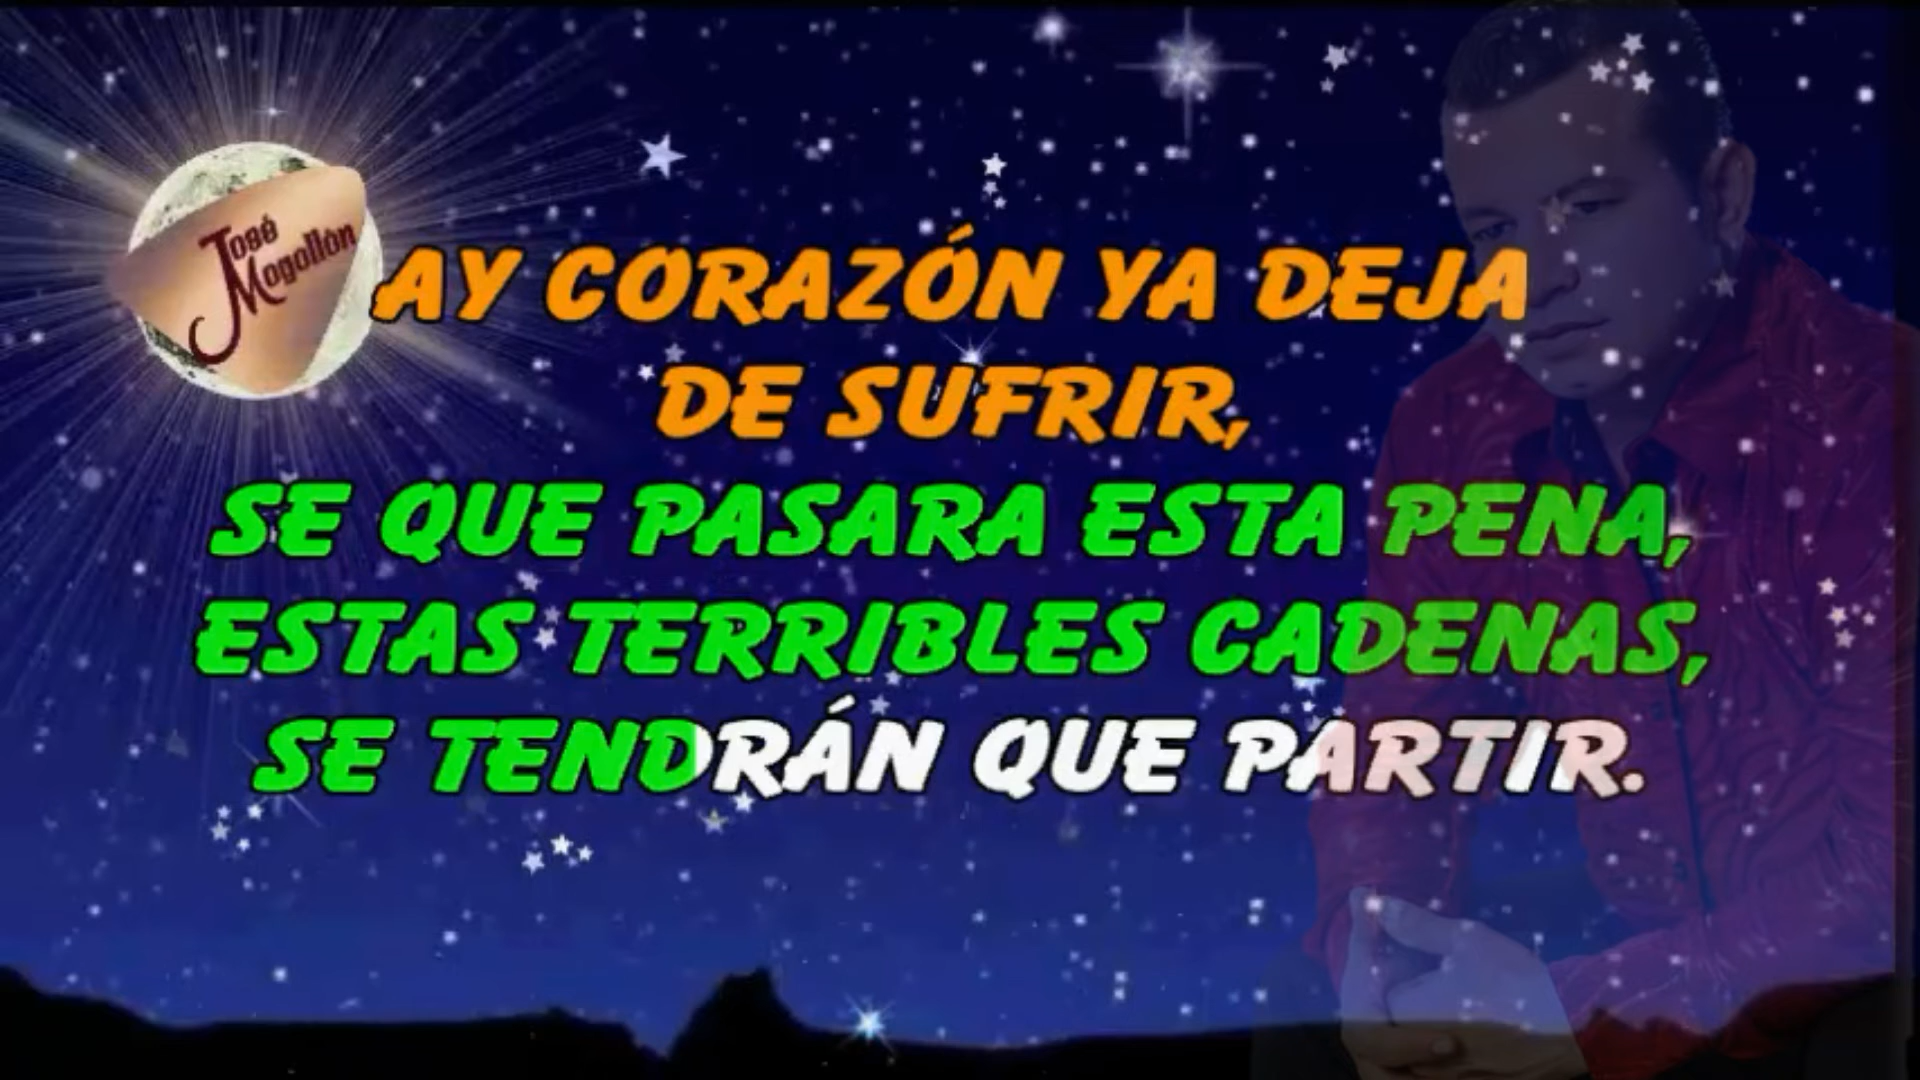 José
Mogollón
AY CORAZÓN YA DEJA
DE SUFRIR,
SE QUE PASARA ESTA PENA,
ESTAS TERRIBLES CADENAS,
SE TENDRÁN QUE PARTIR.